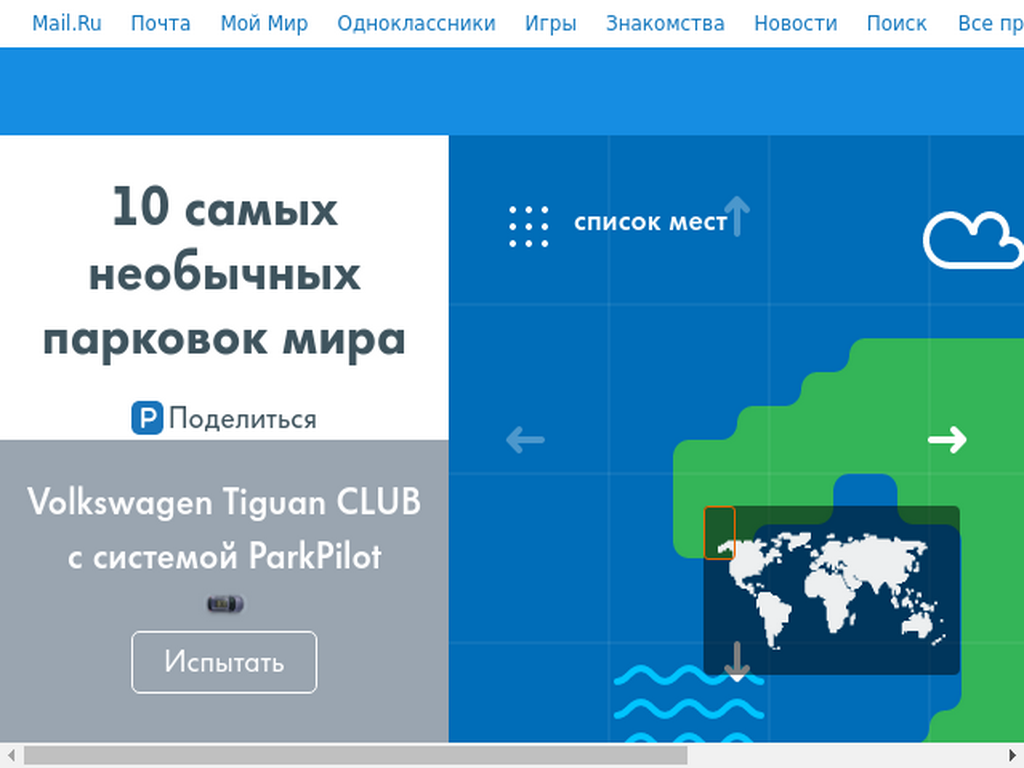 Mail.Ru Почта Мой Мир Одноклассники Игры Знакомства Новости Поиск Все пр
10 самых
необычных
парковок мира
P Поделиться
Volkswagen Tiguan CLUB
с системой ParkPilot
Испытать
список мест